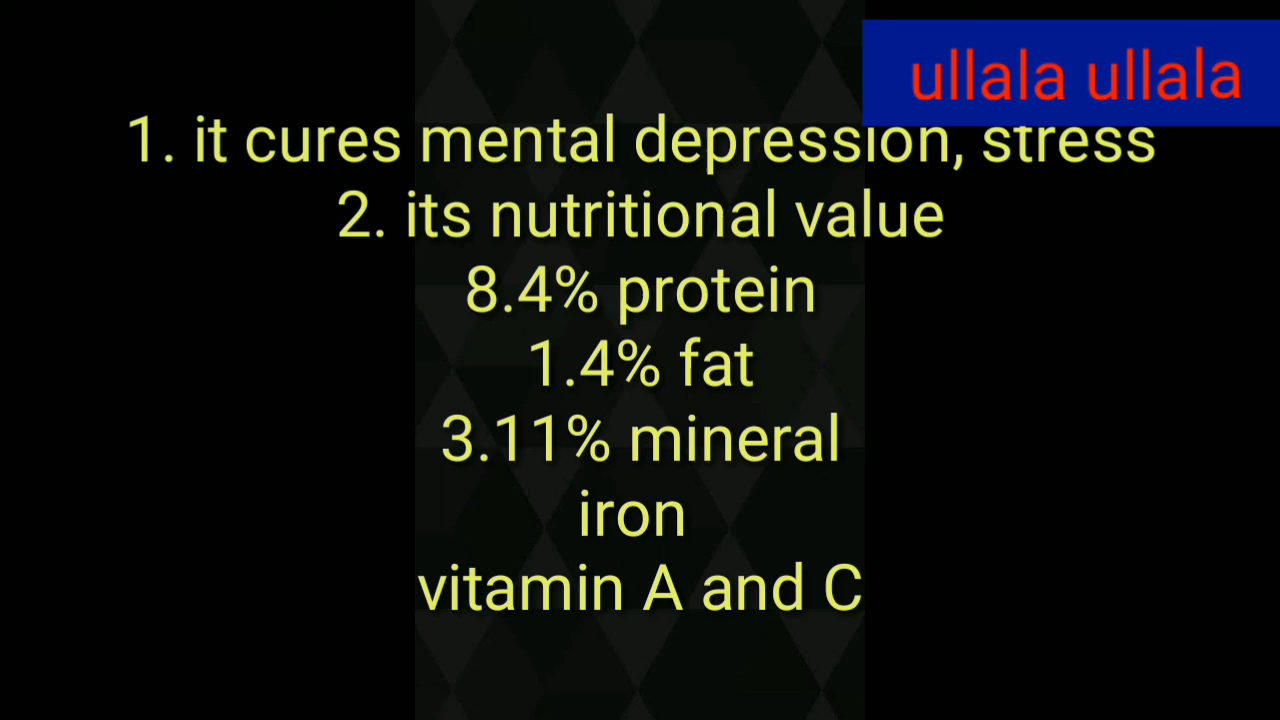 ullala ullala
1. it cures mental depression, stress
2. its nutritional value
8.4% protein
1.4% fat
3.11% mineral
iron
vitamin A and C